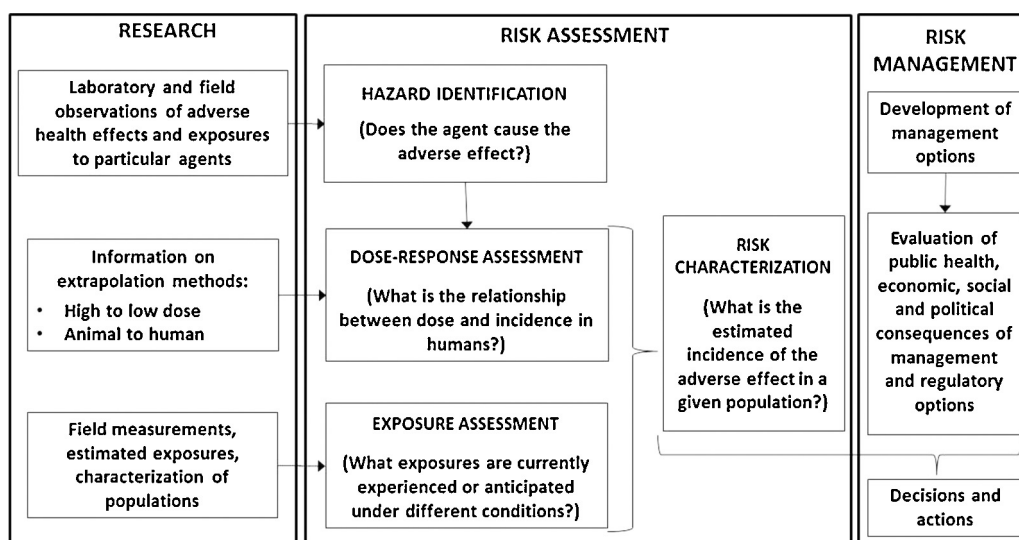 RESEARCH
Laboratory and field
observations of adverse
health effects and exposures
to particular agents
Information on
extrapolation methods:
• High to low dose
• Animal to human
Field measurements,
estimated exposures,
characterization of
populations
RISK ASSESSMENT
HAZARD IDENTIFICATION
(Does the agent cause the
adverse effect?)
DOSE-RESPONSE ASSESSMENT
(What is the relationship
between dose and incidence in
humans?)
EXPOSURE ASSESSMENT
(What exposures are currently
experienced or anticipated
under different conditions?)
RISK
CHARACTERIZATION
(What is the
estimated
incidence of the
adverse effect in a
given population?)
RISK
MANAGEMENT
Development of
management
options
Evaluation of
public health,
economic, social
and political
consequences of
management
and regulatory
options
Decisions and
actions